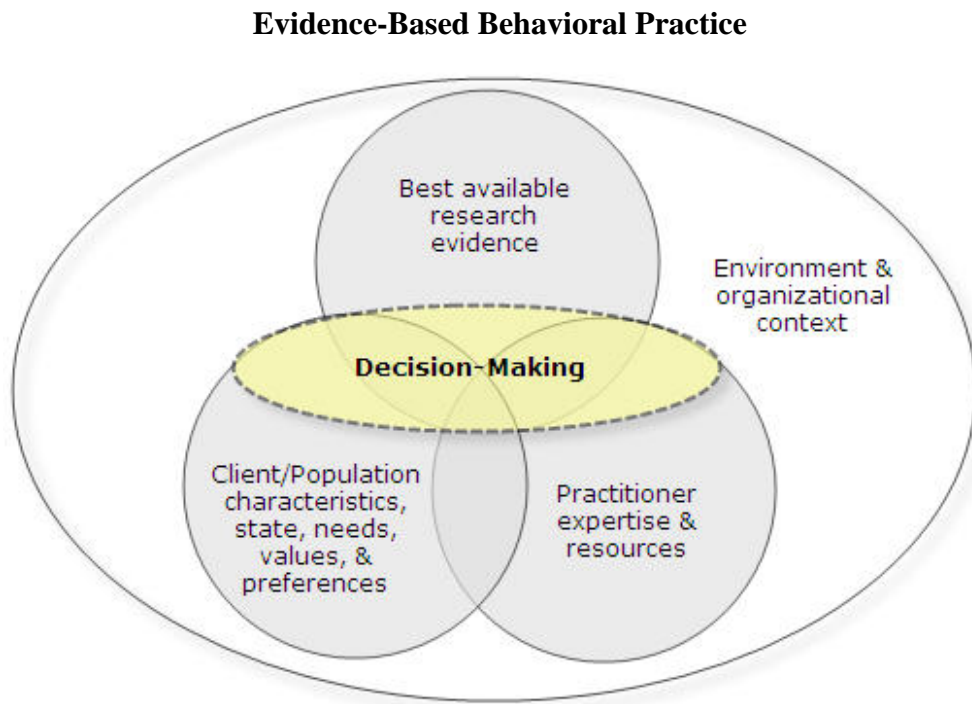 Evidence-Based Behavioral Practice
Best available
research
evidence
Environment &
organizational
context
Decision-Making
Client/Population
characteristics,
state, needs,
values, &
preferences
Practitioner
expertise &
resources